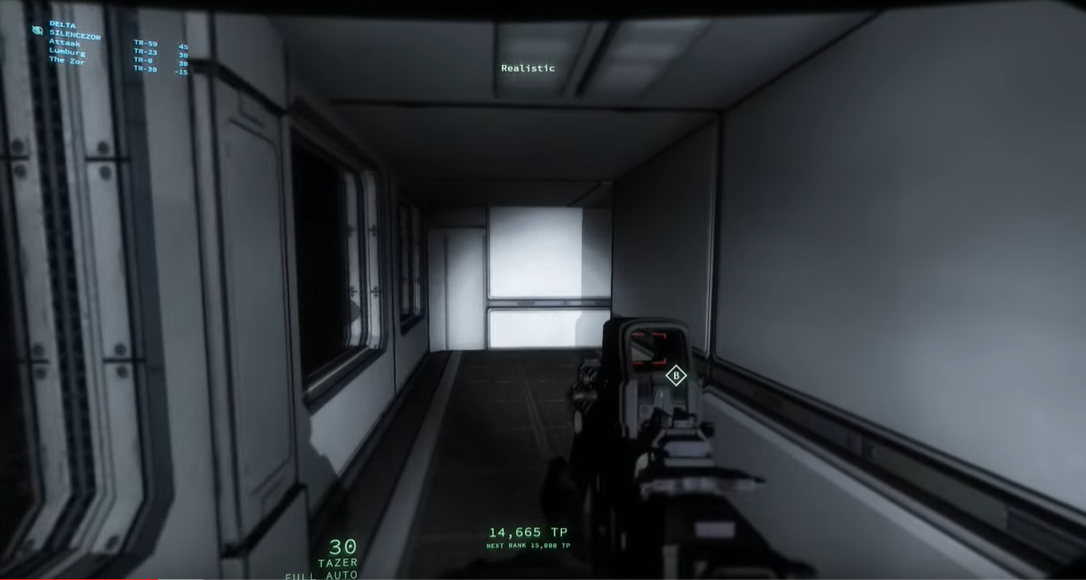 DELTA
SILENCEZOR TR-59 45
Attaak TR-23 30
Lumburg TR-0 30
The Zor TR-30 -15
Realistic
B
30
TAZER
FULL AUTO
14,665 TP
NEXT RANK 15,000 TP